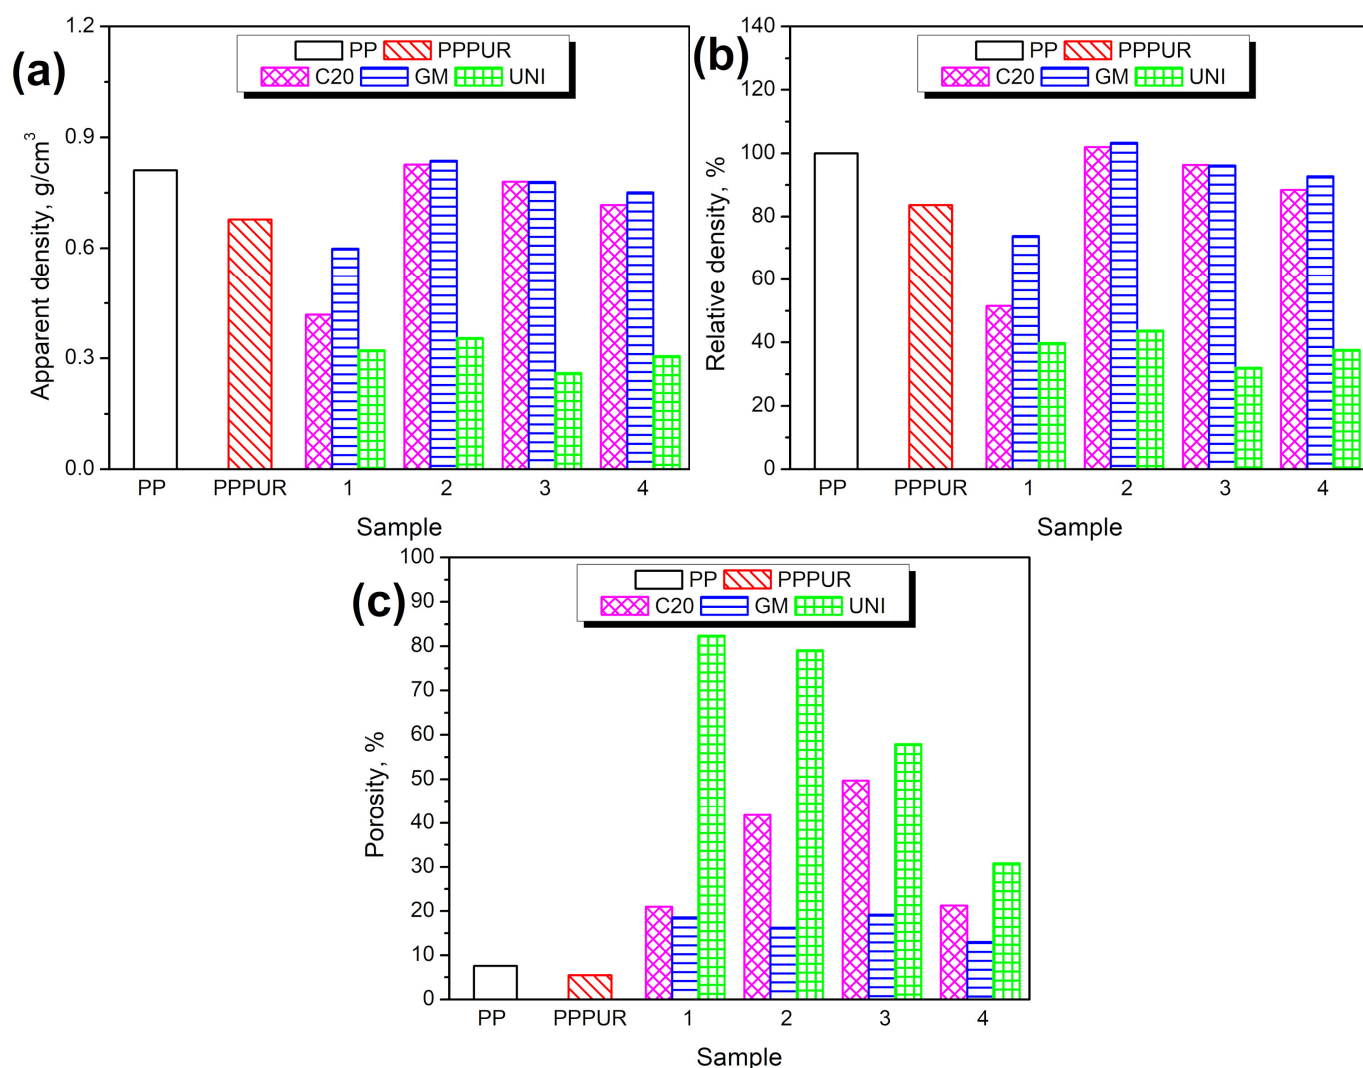 (a)
1.2
0.9
0.6
0.3
0.0
Apparent density, g/cm³
PP PPPUR
C20 GM UNI
PP PPPUR 1 2 3 4
Sample
(b)
140
120
100
80
60
40
20
0
Relative density, %
PP PPPUR
C20 GM UNI
PP PPPUR 1 2 3 4
Sample
(c)
100
90
80
70
60
50
40
30
20
10
0
Porosity, %
PP PPPUR
C20 GM UNI
PP PPPUR 1 2 3 4
Sample